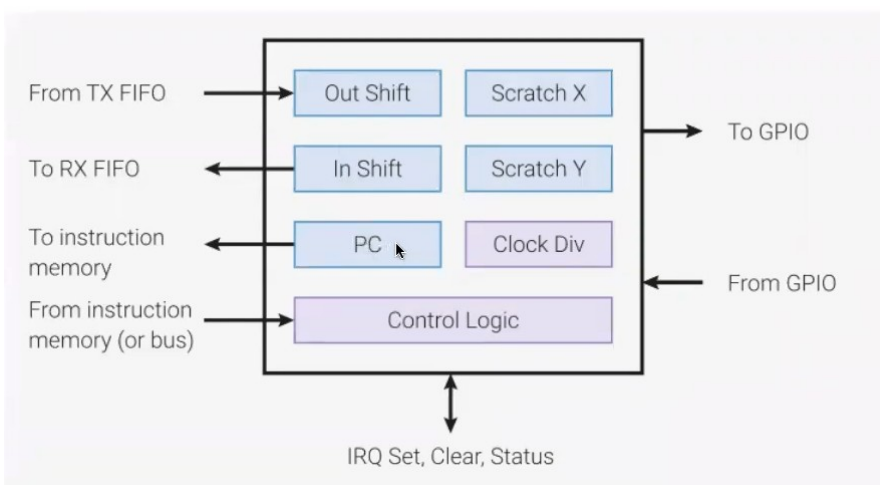 From TX FIFO
Out Shift
Scratch X
To GPIO
To RX FIFO
In Shift
Scratch Y
To instruction
memory
PC
Clock Div
From GPIO
From instruction
memory (or bus)
Control Logic
IRQ Set, Clear, Status